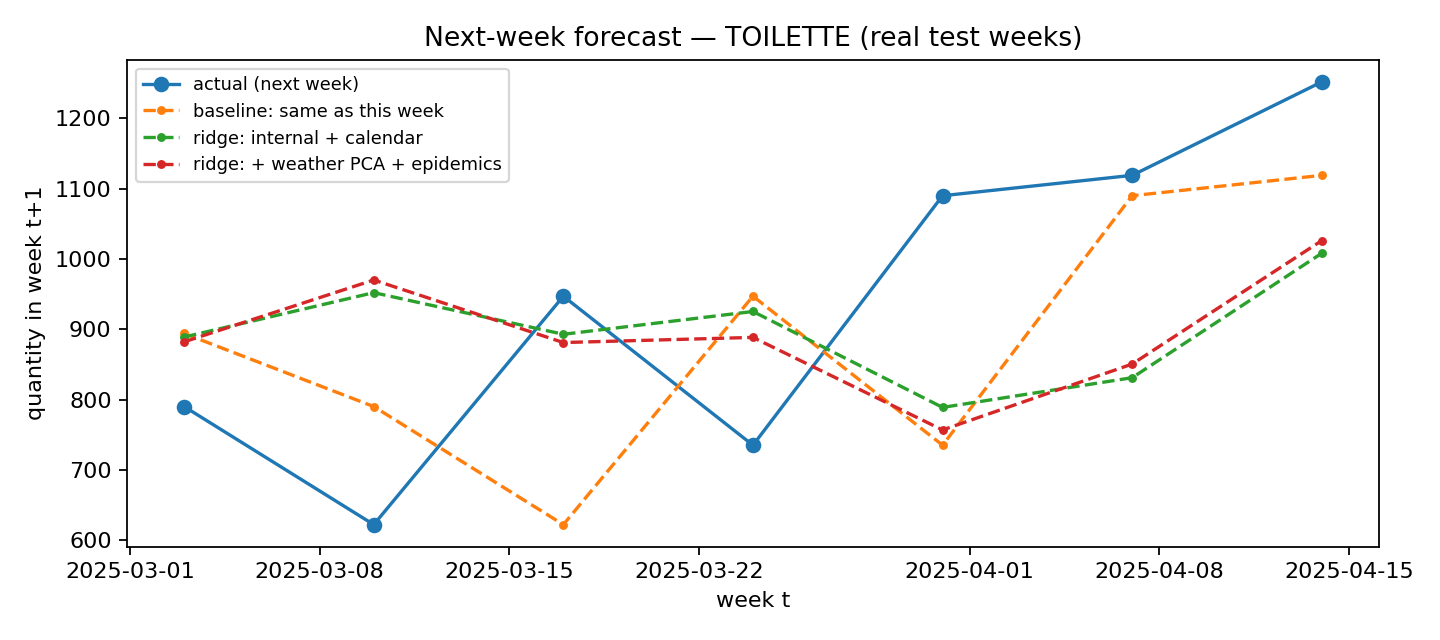 Next-week forecast — TOILETTE (real test weeks)
actual (next week)
baseline: same as this week
ridge: internal + calendar
ridge: + weather PCA + epidemics
quantity in week t+1
1200
1100
1000
900
800
700
600
2025-03-01 2025-03-08 2025-03-15 2025-03-22 2025-04-01 2025-04-08 2025-04-15
week t